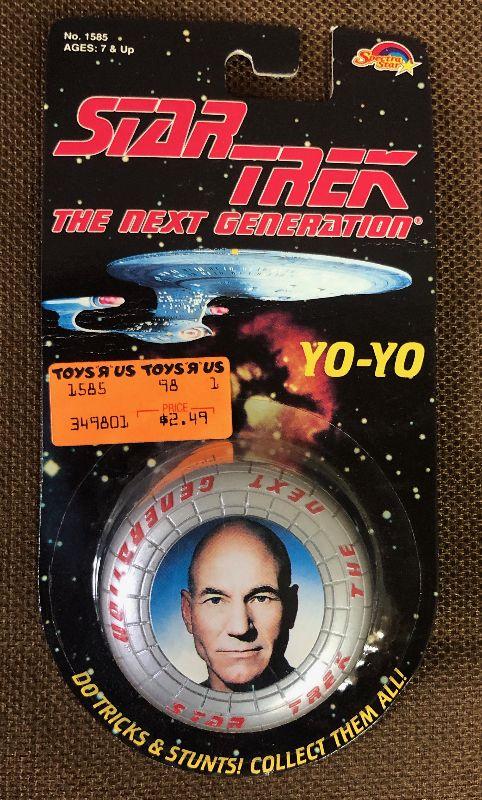 No. 1585
AGES: 7 & Up
Spectra
Star
STAR
TREK
THE NEXT GENERATION®
YO-YO
TOYS"R"US TOYS"R"US
1585 98 1
PRICE
349801 $2.49
STAR TREK THE NEXT GENERATION
DO TRICKS & STUNTS! COLLECT THEM ALL!